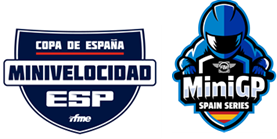 COPA DE ESPAÑA
MINIVELOCIDAD
ESP
rfme
MiniGP
SPAIN SERIES